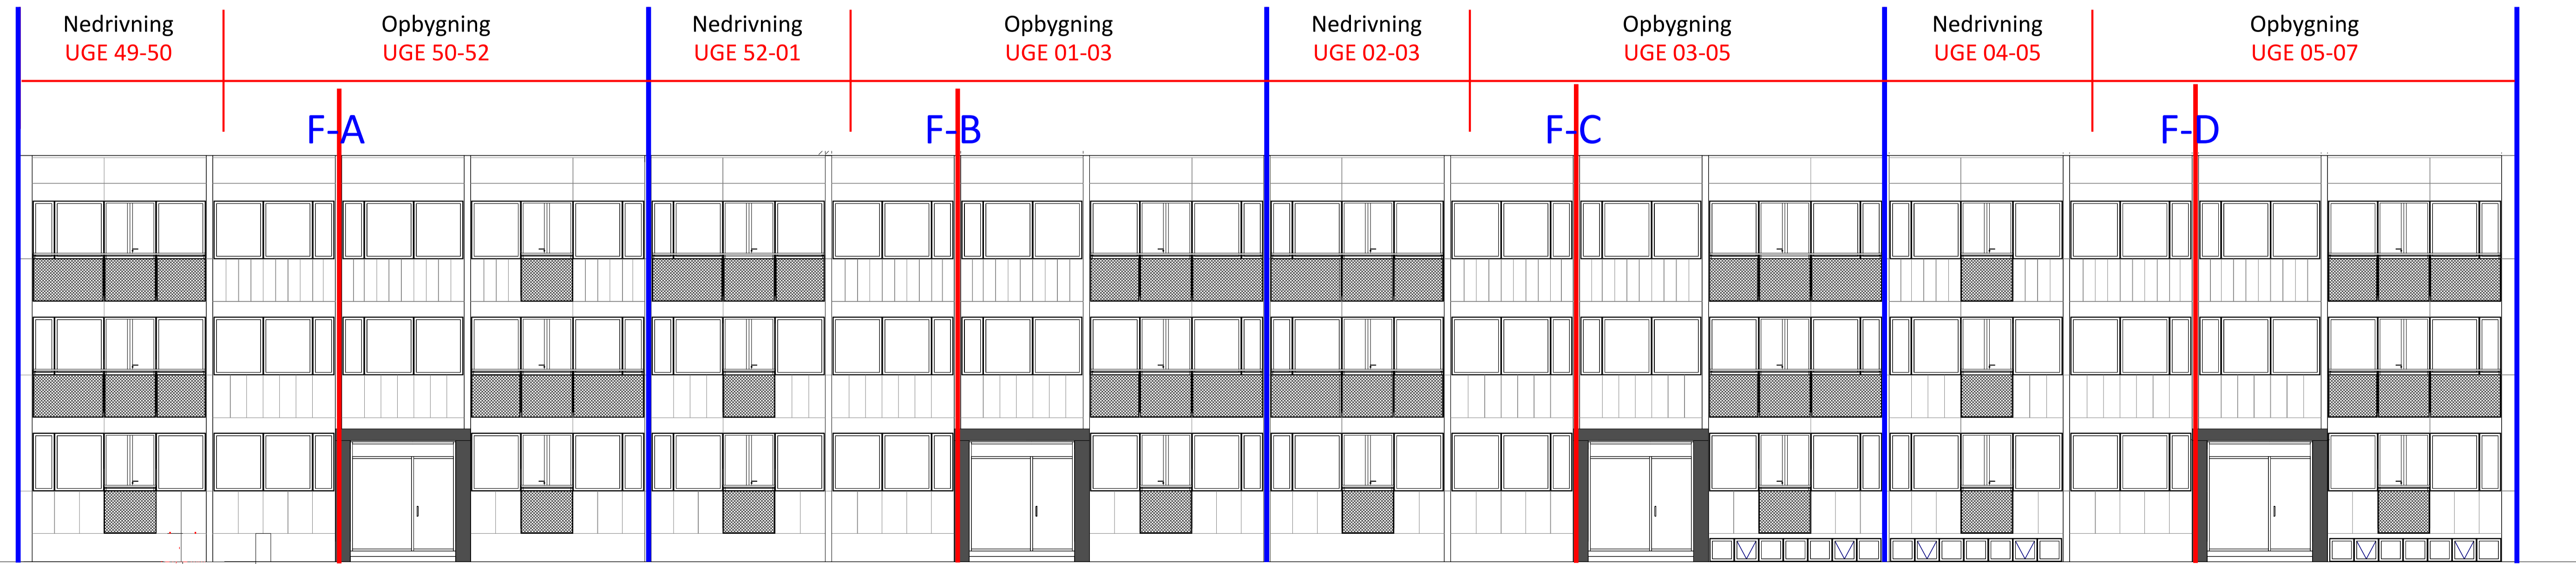 Nedrivning
UGE 49-50
Opbygning
UGE 50-52
Nedrivning
UGE 52-01
Opbygning
UGE 01-03
Nedrivning
UGE 02-03
Opbygning
UGE 03-05
Nedrivning
UGE 04-05
Opbygning
UGE 05-07
F-A
F-B
F-C
F-D